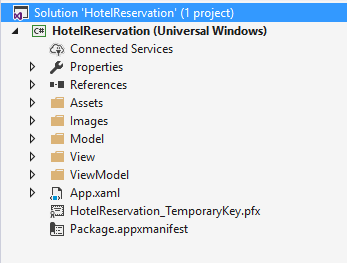 Solution 'HotelReservation' (1 project)
C# HotelReservation (Universal Windows)
Connected Services
Properties
References
Assets
Images
Model
View
ViewModel
App.xaml
HotelReservation_TemporaryKey.pfx
Package.appxmanifest